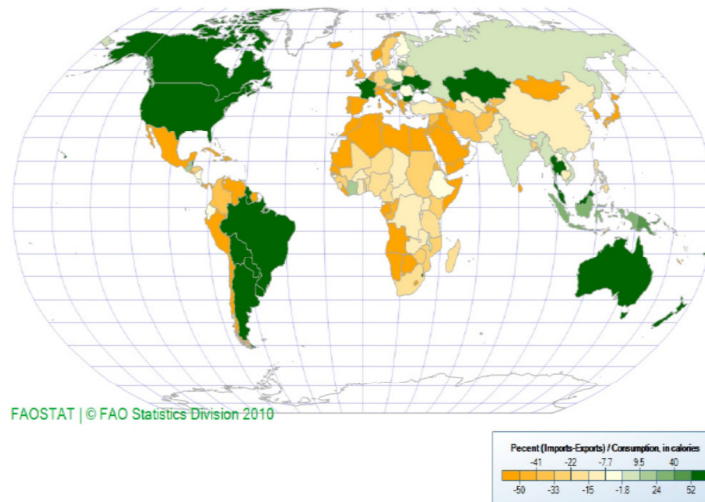 FAOSTAT | © FAO Statistics Division 2010
Pecent (Imports-Exports) / Consumption, in calories
-41 -22 -7.7 9.5 40
-50 -33 -15 -1.8 24 52